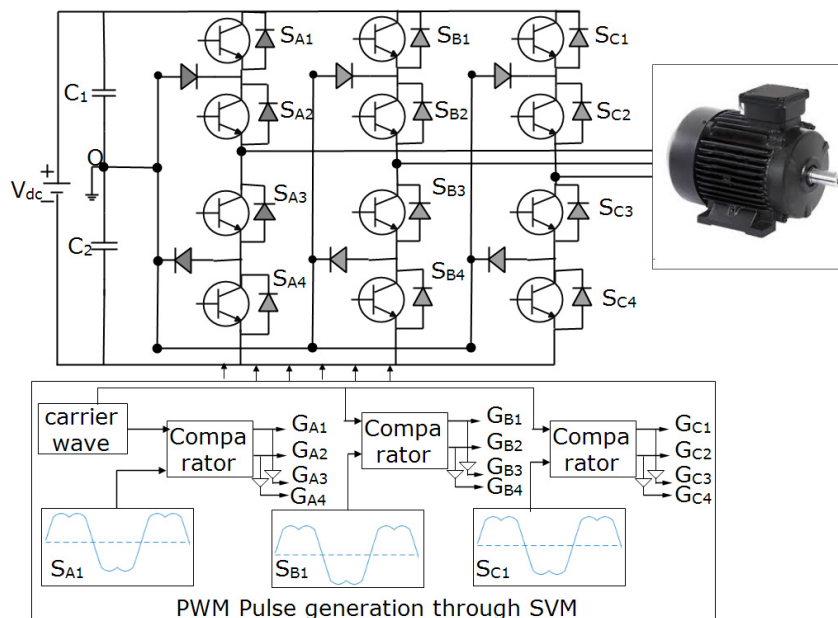 S_A1
S_B1
S_C1
C_1
S_A2
S_B2
S_C2
O
+
V_dc
-
S_A3
S_B3
S_C3
C_2
S_A4
S_B4
S_C4
carrier
wave
Compa
rator
G_A1
G_A2
G_A3
G_A4
Compa
rator
G_B1
G_B2
G_B3
G_B4
Compa
rator
G_C1
G_C2
G_C3
G_C4
S_A1
S_B1
S_C1
PWM Pulse generation through SVM